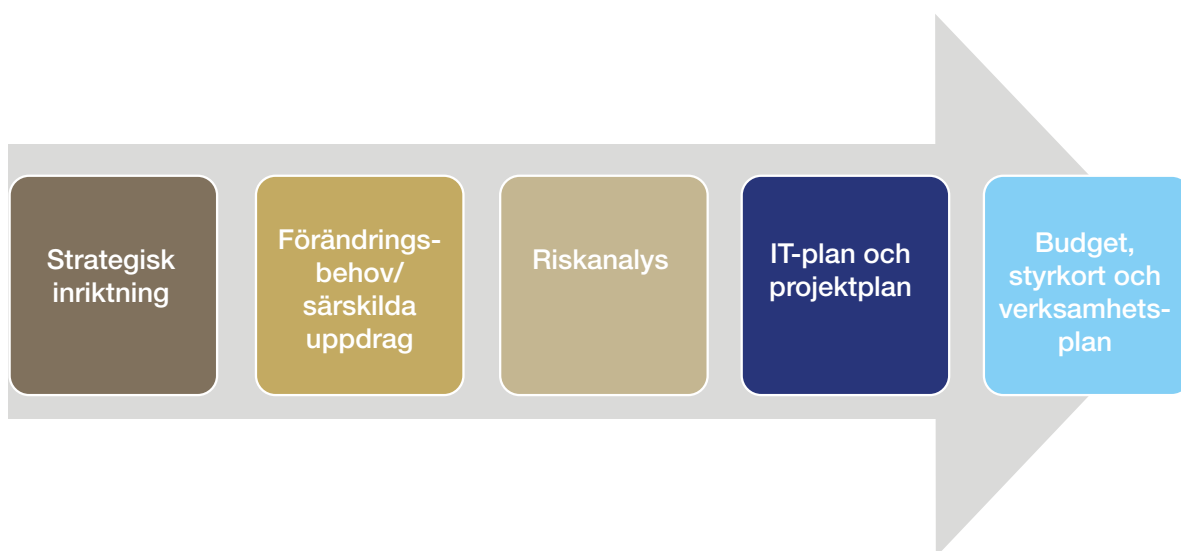 Strategisk
inriktning
Förändrings-
behov/
särskilda
uppdrag
Riskanalys
IT-plan och
projektplan
Budget,
styrkort och
verksamhets-
plan